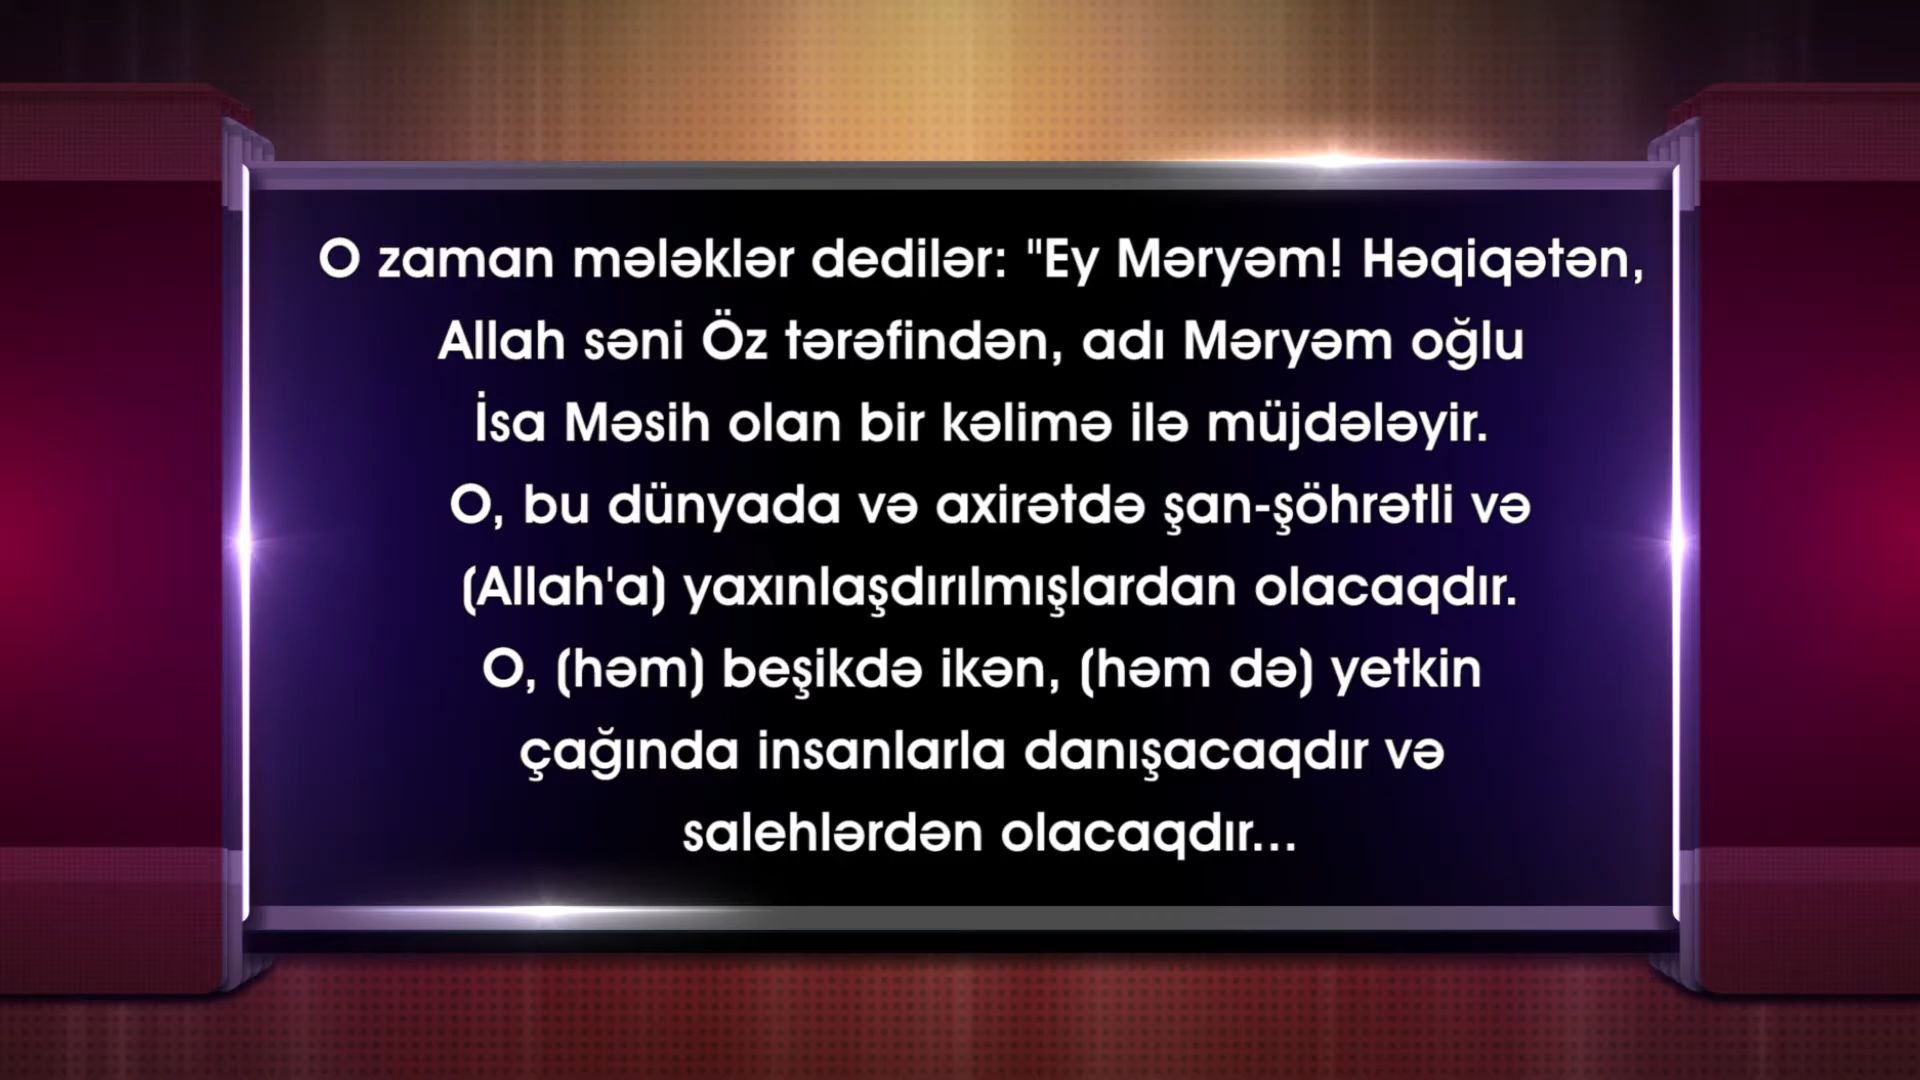 O zaman mələklər dedilər: "Ey Məryəm! Həqiqətən,
Allah səni Öz tərəfindən, adı Məryəm oğlu
İsa Məsih olan bir kəlimə ilə müjdələyir.
O, bu dünyada və axirətdə şan-şöhrətli və
(Allah'a) yaxınlaşdırılmışlardan olacaqdır.
O, (həm) beşikdə ikən, (həm də) yetkin
çağında insanlarla danışacaqdır və
salehlərdən olacaqdır...